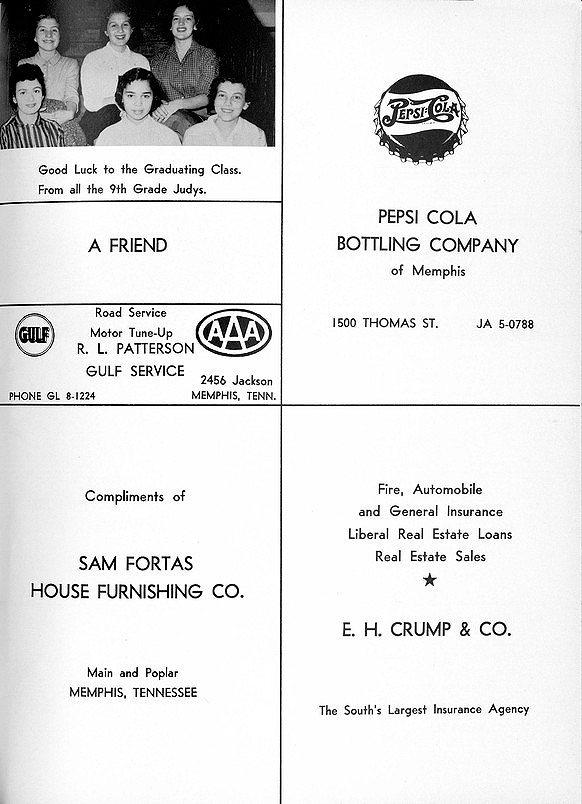 Good Luck to the Graduating Class.
From all the 9th Grade Judys.
A FRIEND
GULF
Road Service
Motor Tune-Up
R. L. PATTERSON
GULF SERVICE
PHONE GL 8-1224
AAA
2456 Jackson
MEMPHIS, TENN.
PEPSI-COLA
PEPSI COLA
BOTTLING COMPANY
of Memphis
1500 THOMAS ST. JA 5-0788
Compliments of
SAM FORTAS
HOUSE FURNISHING CO.
Main and Poplar
MEMPHIS, TENNESSEE
Fire, Automobile
and General Insurance
Liberal Real Estate Loans
Real Estate Sales
E. H. CRUMP & CO.
The South's Largest Insurance Agency